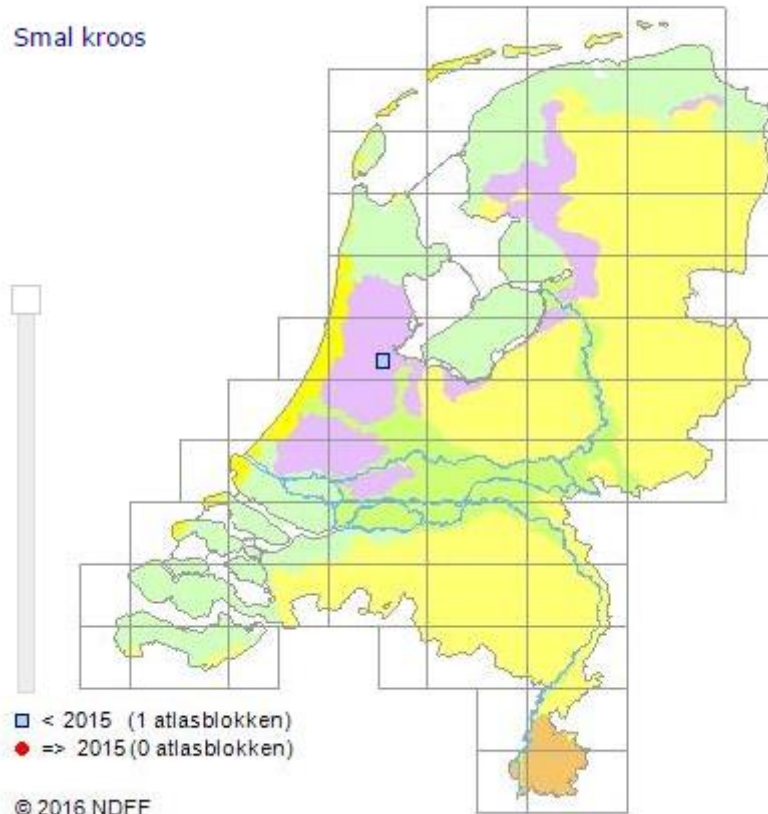 Smal kroos
< 2015 (1 atlasblokken)
=> 2015 (0 atlasblokken)
© 2016 NDFF